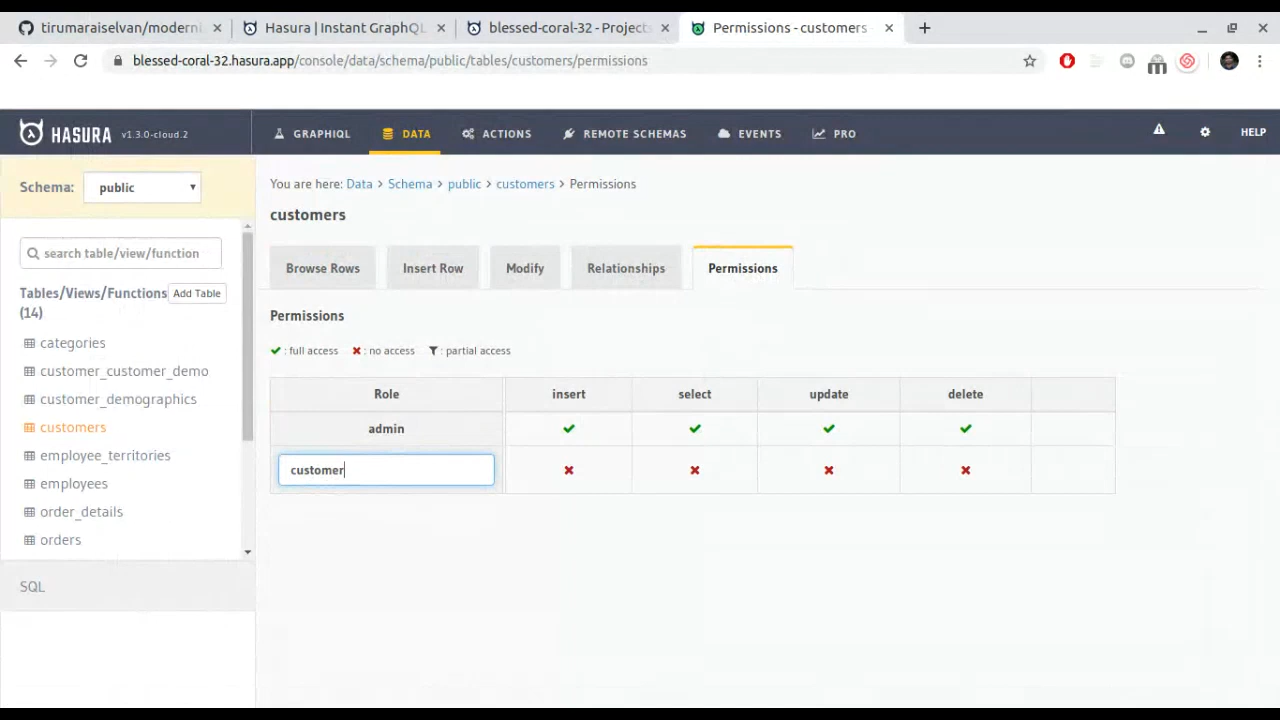 tirumaraiselvan/moderni
Hasura | Instant GraphQL
blessed-coral-32 - Projects
Permissions - customers
blessed-coral-32.hasura.app/console/data/schema/public/tables/customers/permissions
HASURA v1.3.0-cloud.2
GRAPHIQL
DATA
ACTIONS
REMOTE SCHEMAS
EVENTS
PRO
HELP
Schema: public
You are here: Data > Schema > public > customers > Permissions
customers
search table/view/function
Browse Rows
Insert Row
Modify
Relationships
Permissions
Tables/Views/Functions
(14)
Add Table
Permissions
categories
: full access : no access : partial access
customer_customer_demo
customer_demographics
customers
employee_territories
employees
order_details
orders
Role insert select update delete
admin
customer
SQL